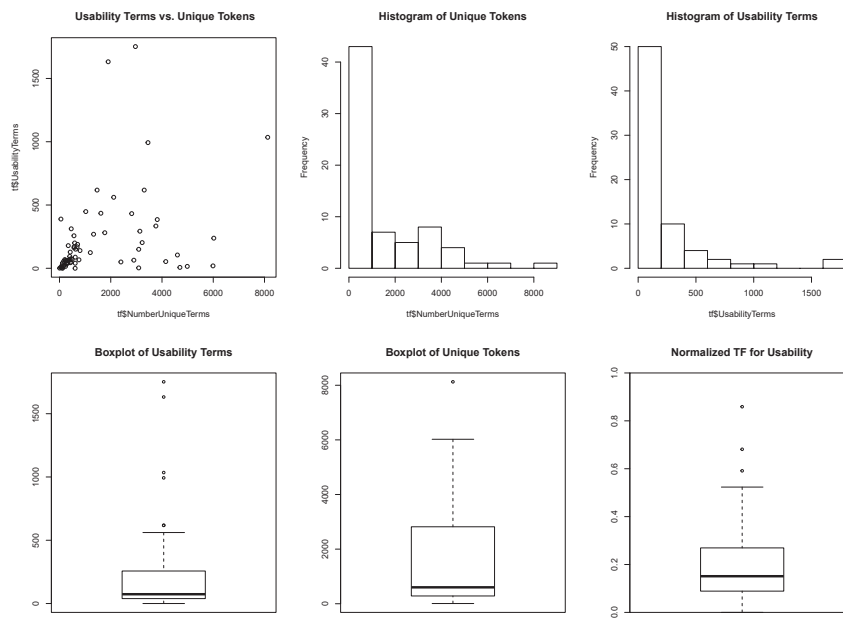 Usability Terms vs. Unique Tokens
tf$UsabilityTerms
0 500 1000 1500
0 2000 4000 6000 8000
tf$NumberUniqueTerms
Histogram of Unique Tokens
Frequency
0 10 20 30 40
0 2000 4000 6000 8000
tf$NumberUniqueTerms
Histogram of Usability Terms
Frequency
0 10 20 30 40 50
0 500 1000 1500
tf$UsabilityTerms
Boxplot of Usability Terms
0 500 1000 1500
Boxplot of Unique Tokens
0 2000 4000 6000 8000
Normalized TF for Usability
0.0 0.2 0.4 0.6 0.8 1.0